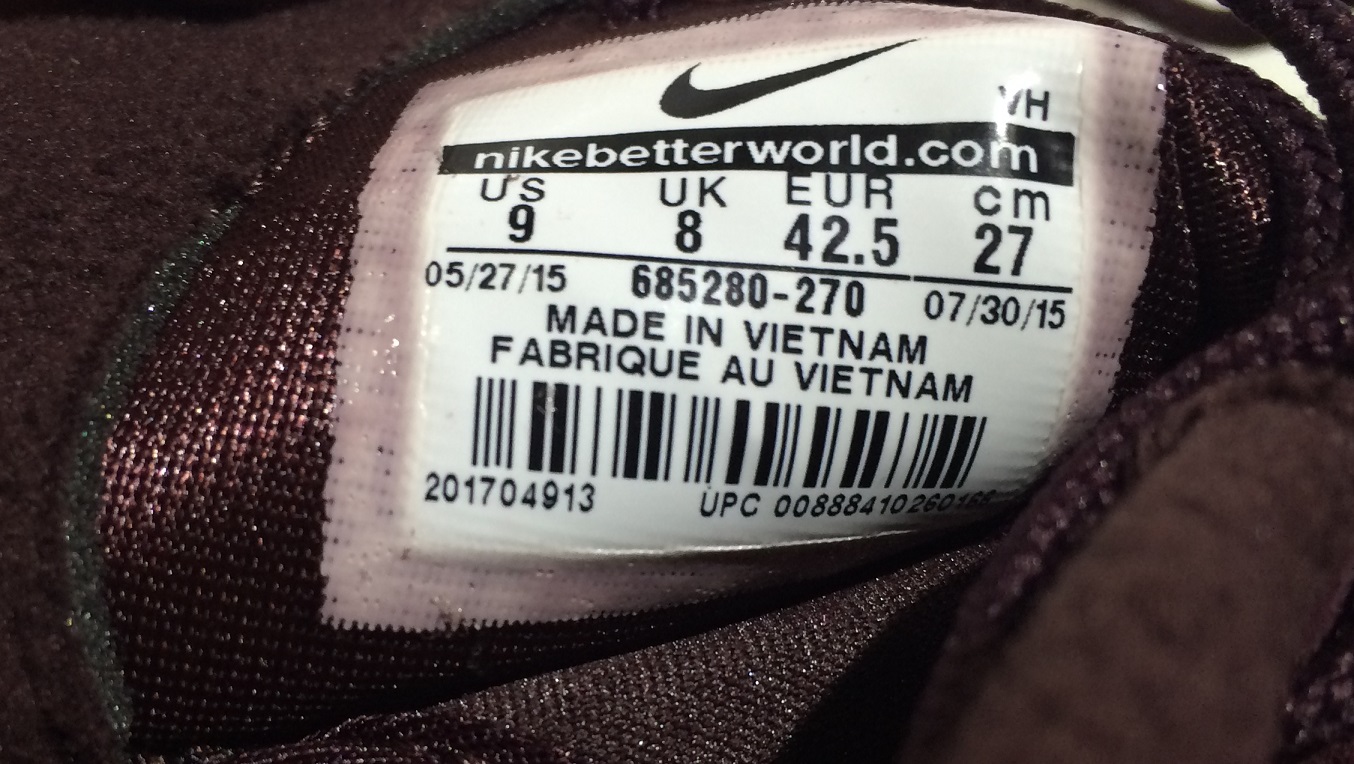 VH
nikebetterworld.com
US UK EUR cm
9 8 42.5 27
05/27/15 685280-270 07/30/15
MADE IN VIETNAM
FABRIQUE AU VIETNAM
201704913 UPC